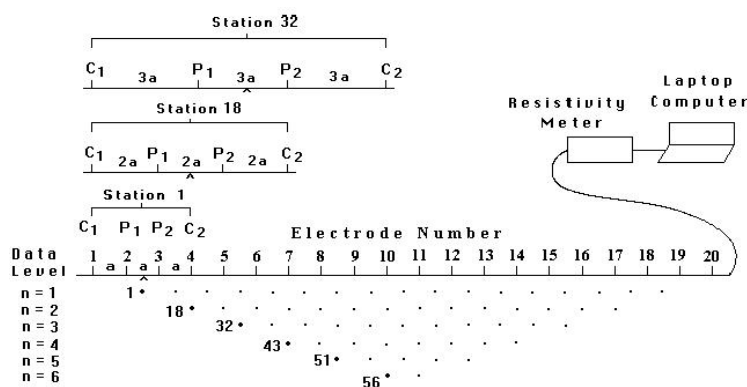 Station 32
C1 3a P1 3a P2 3a C2
Laptop
Computer
Resistivity
Meter
Station 18
C1 2a P1 2a P2 2a C2
Station 1
C1 P1 P2 C2
Electrode Number
Data
Level
1 2 3 4 5 6 7 8 9 10 11 12 13 14 15 16 17 18 19 20
a a a
n = 1 1
n = 2 18
n = 3 32
n = 4 43
n = 5 51
n = 6 56